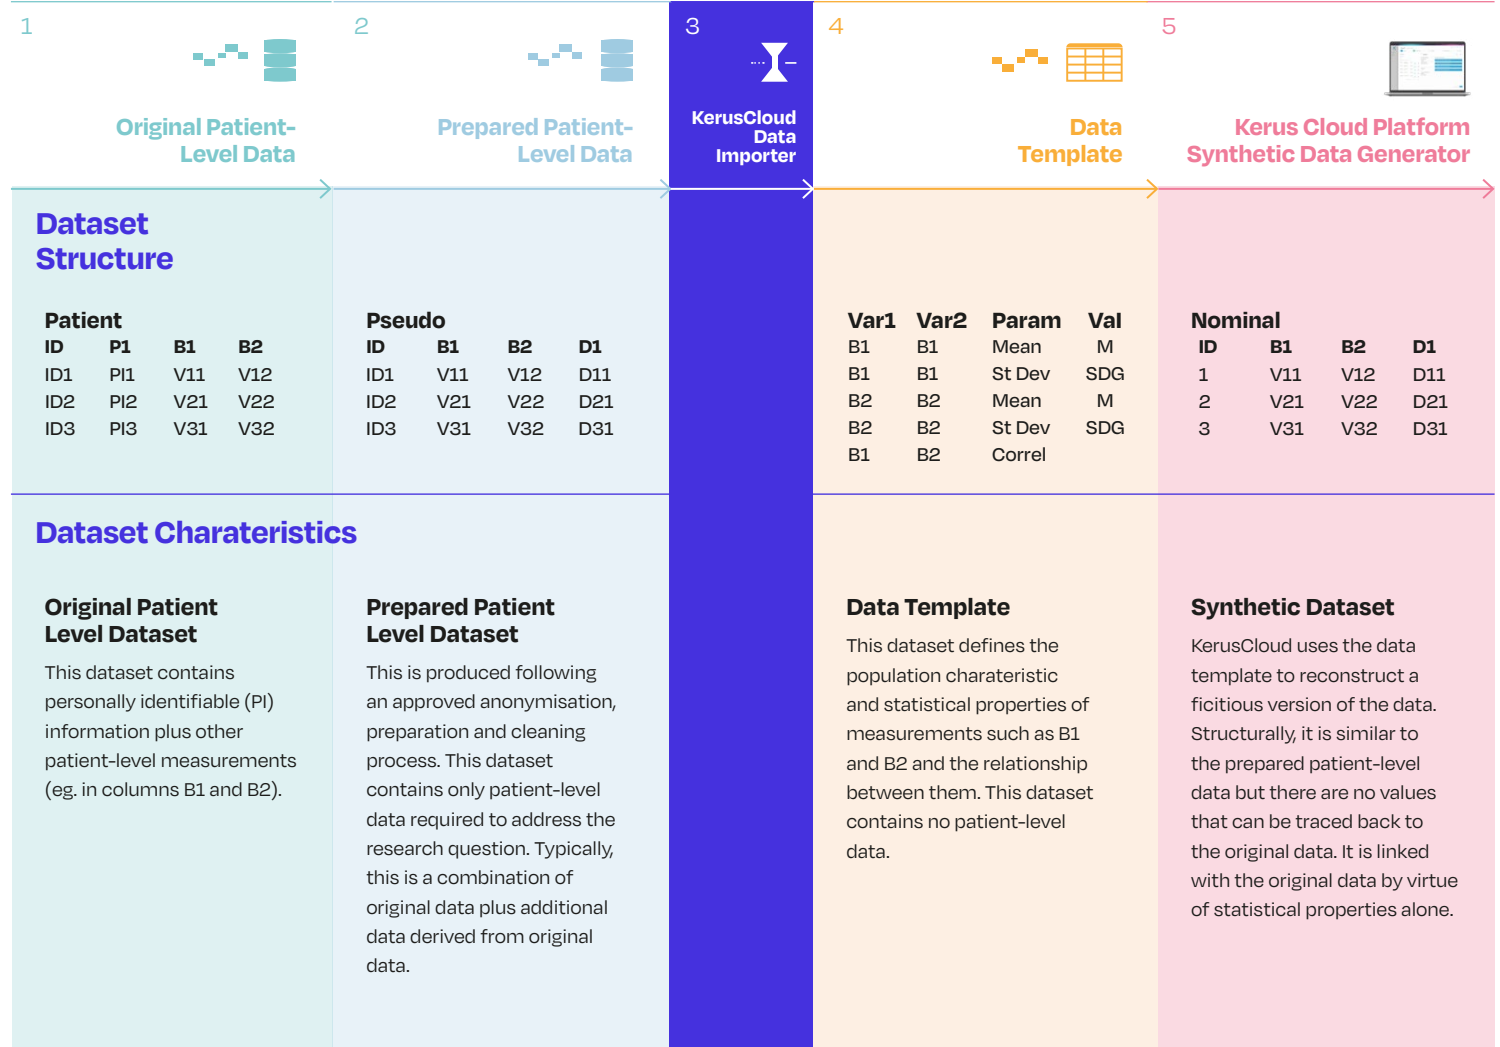 1
Original Patient-
Level Data
2
Prepared Patient-
Level Data
3
KerusCloud
Data
Importer
4
Data
Template
5
Kerus Cloud Platform
Synthetic Data Generator
Dataset
Structure
Patient
ID P1 B1 B2
ID1 PI1 V11 V12
ID2 PI2 V21 V22
ID3 PI3 V31 V32
Pseudo
ID B1 B2 D1
ID1 V11 V12 D11
ID2 V21 V22 D21
ID3 V31 V32 D31
Var1 Var2 Param Val
B1 B1 Mean M
B1 B1 St Dev SDG
B2 B2 Mean M
B2 B2 St Dev SDG
B1 B2 Correl
Nominal
ID B1 B2 D1
1 V11 V12 D11
2 V21 V22 D21
3 V31 V32 D31
Dataset Charateristics
Original Patient
Level Dataset
This dataset contains
personally identifiable (PI)
information plus other
patient-level measurements
(eg. in columns B1 and B2).
Prepared Patient
Level Dataset
This is produced following
an approved anonymisation,
preparation and cleaning
process. This dataset
contains only patient-level
data required to address the
research question. Typically,
this is a combination of
original data plus additional
data derived from original
data.
Data Template
This dataset defines the
population charateristic
and statistical properties of
measurements such as B1
and B2 and the relationship
between them. This dataset
contains no patient-level
data.
Synthetic Dataset
KerusCloud uses the data
template to reconstruct a
ficitious version of the data.
Structurally, it is similar to
the prepared patient-level
data but there are no values
that can be traced back to
the original data. It is linked
with the original data by virtue
of statistical properties alone.